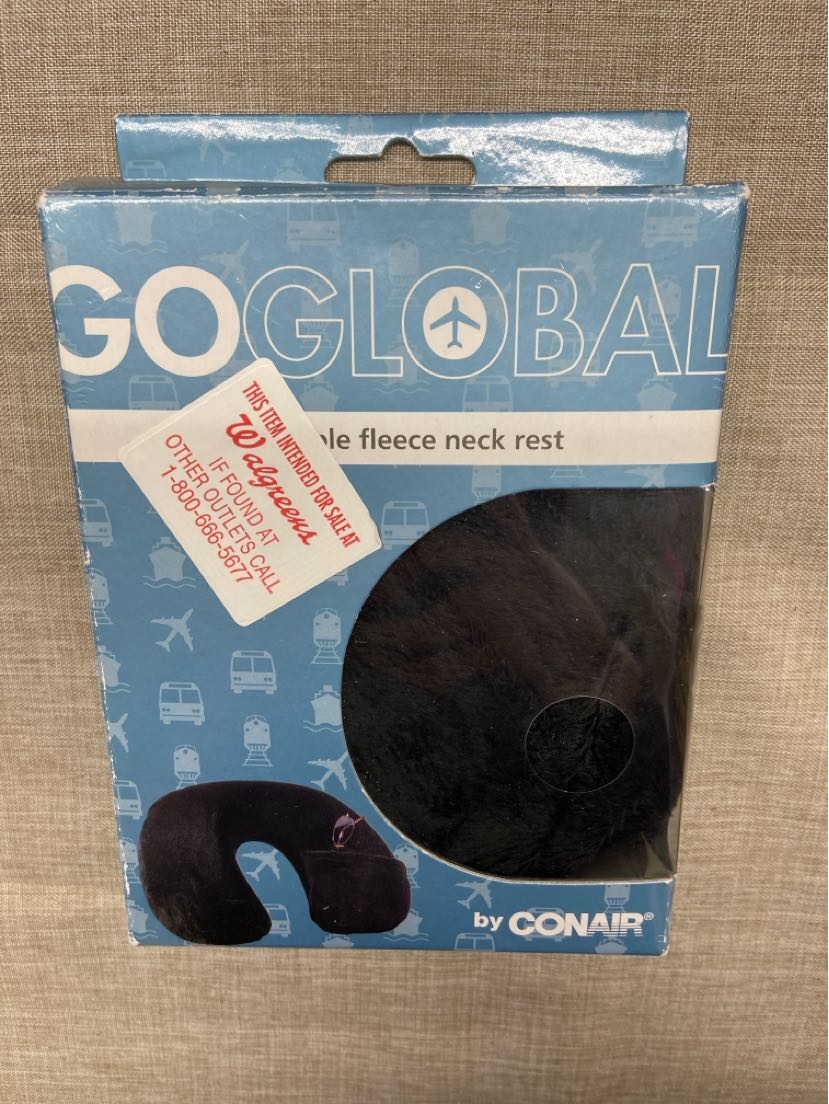 GOGLOBAL
fleece neck rest
THIS ITEM INTENDED FOR SALE AT
Walgreens
IF FOUND AT
OTHER OUTLETS CALL
1-800-666-5677
by CONAIR®